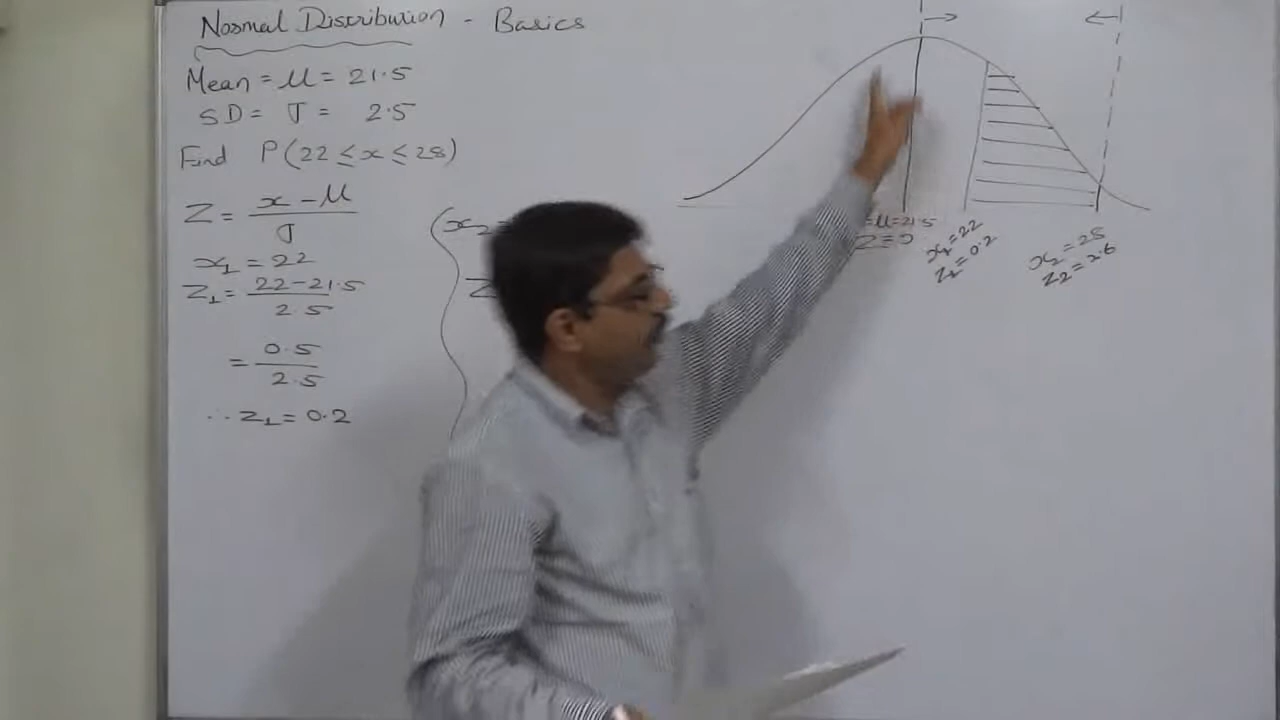 Normal Distribution - Basics
Mean = μ = 21.5
SD = σ = 2.5
Find P(22 ≤ x ≤ 28)
Z = x - μ / σ
x₁ = 22
Z₁ = 22-21.5 / 2.5
= 0.5 / 2.5
∴ Z₁ = 0.2
(x₂
Z
=μ=21.5
Z=0
x₁=22
Z₁=0.2
x₂=28
Z₂=2.6